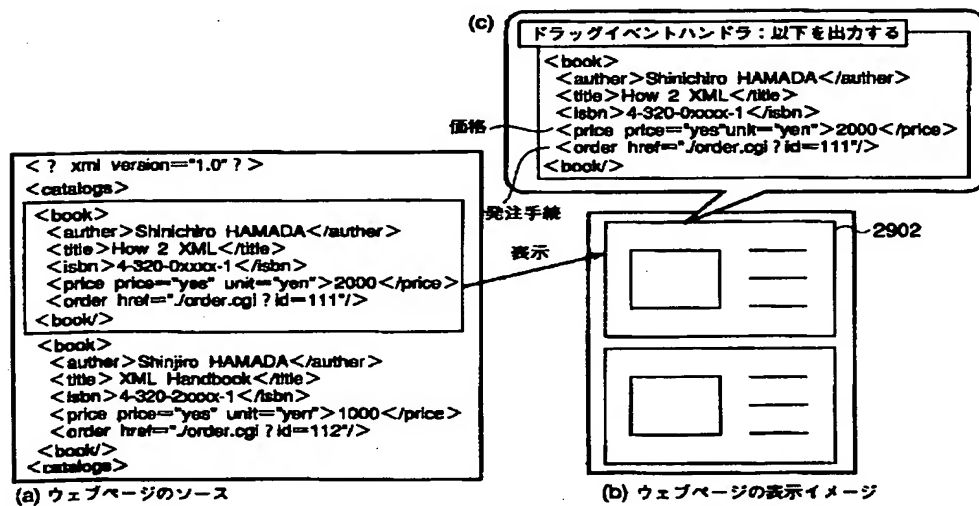 (c)
ドラッグイベントハンドラ：以下を出力する
<book>
<auther>Shinichiro HAMADA</auther>
<title>How 2 XML</title>
<isbn>4-320-0xxxx-1</isbn>
<price price="yes"unit="yen">2000</price>
<order href="./order.cgi?id=111"/>
<book/>
価格
発注手続
<? xml version="1.0" ?>
<catalogs>
<book>
<auther>Shinichiro HAMADA</auther>
<title>How 2 XML</title>
<isbn>4-320-0xxxx-1</isbn>
<price price="yes" unit="yen">2000</price>
<order href="./order.cgi?id=111"/>
<book/>
<book>
<auther>Shinjiro HAMADA</auther>
<title> XML Handbook</title>
<isbn>4-320-2xxxx-1</isbn>
<price price="yes" unit="yen">1000</price>
<order href="./order.cgi?id=112"/>
<book/>
<catalogs>
(a) ウェブページのソース
表示
2902
(b) ウェブページの表示イメージ